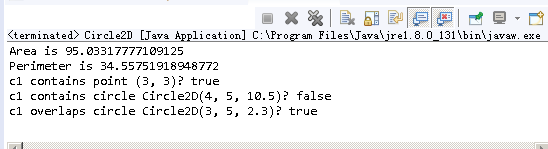 <terminated> Circle2D [Java Application] C:\Program Files\Java\jre1.8.0_131\bin\javaw.exe
Area is 95.03317777109125
Perimeter is 34.55751918948772
c1 contains point (3, 3)? true
c1 contains circle Circle2D(4, 5, 10.5)? false
c1 overlaps circle Circle2D(3, 5, 2.3)? true